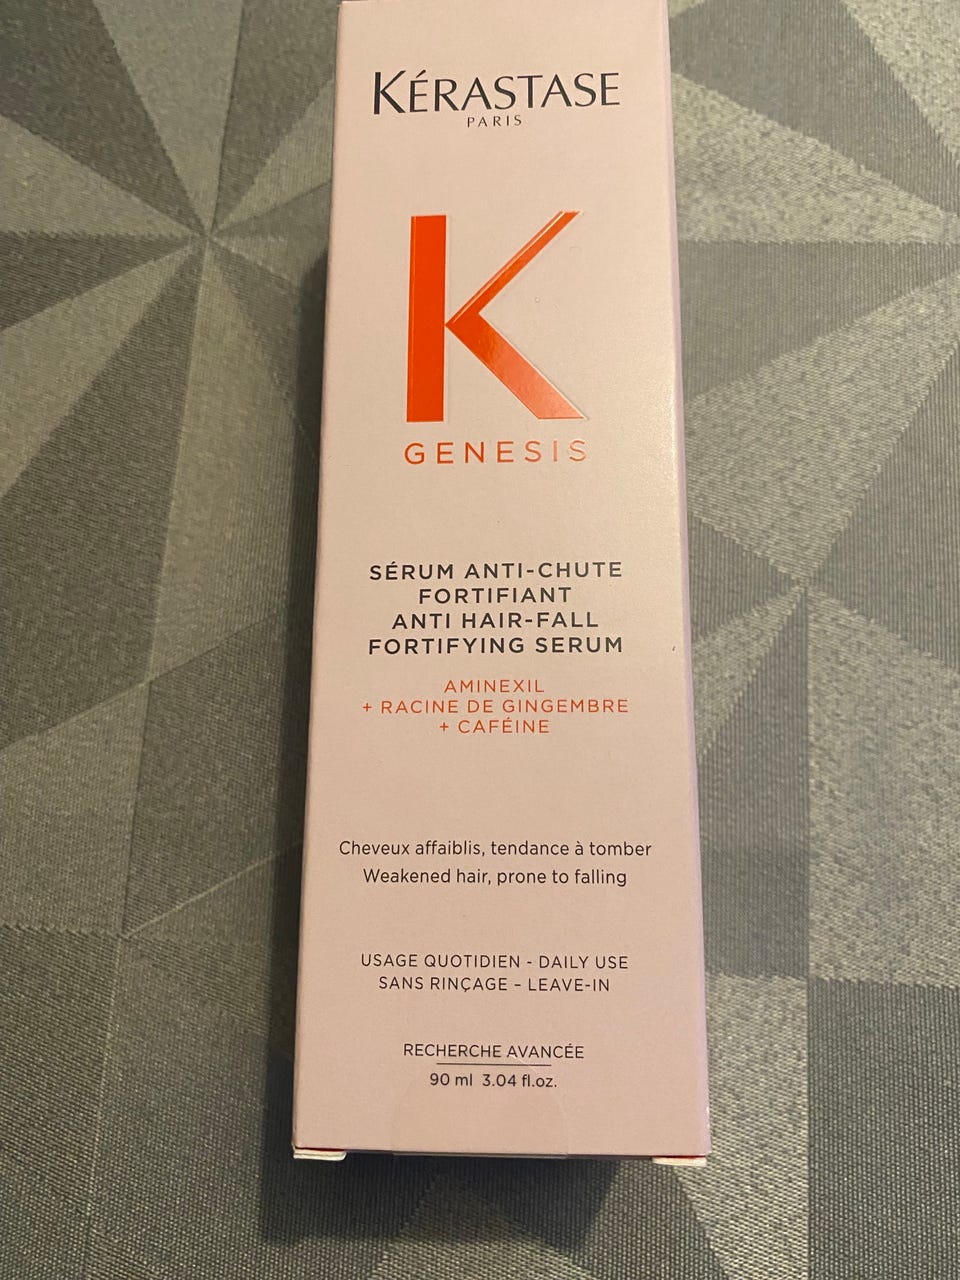 KÉRASTASE
PARIS
K
GENESIS
SÉRUM ANTI-CHUTE
FORTIFIANT
ANTI HAIR-FALL
FORTIFYING SERUM
AMINEXIL
+ RACINE DE GINGEMBRE
+ CAFÉINE
Cheveux affaiblis, tendance à tomber
Weakened hair, prone to falling
USAGE QUOTIDIEN - DAILY USE
SANS RINÇAGE – LEAVE-IN
RECHERCHE AVANCÉE
90 ml 3.04 fl.oz.